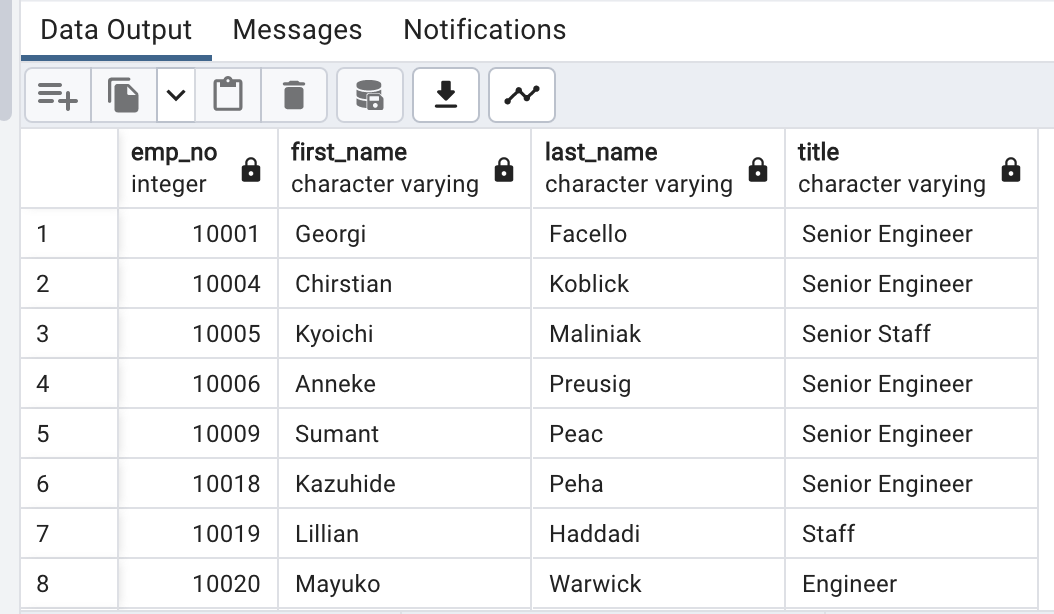 Data Output Messages Notifications
emp_no first_name last_name title
integer character varying character varying character varying
1 10001 Georgi Facello Senior Engineer
2 10004 Chirstian Koblick Senior Engineer
3 10005 Kyoichi Maliniak Senior Staff
4 10006 Anneke Preusig Senior Engineer
5 10009 Sumant Peac Senior Engineer
6 10018 Kazuhide Peha Senior Engineer
7 10019 Lillian Haddadi Staff
8 10020 Mayuko Warwick Engineer